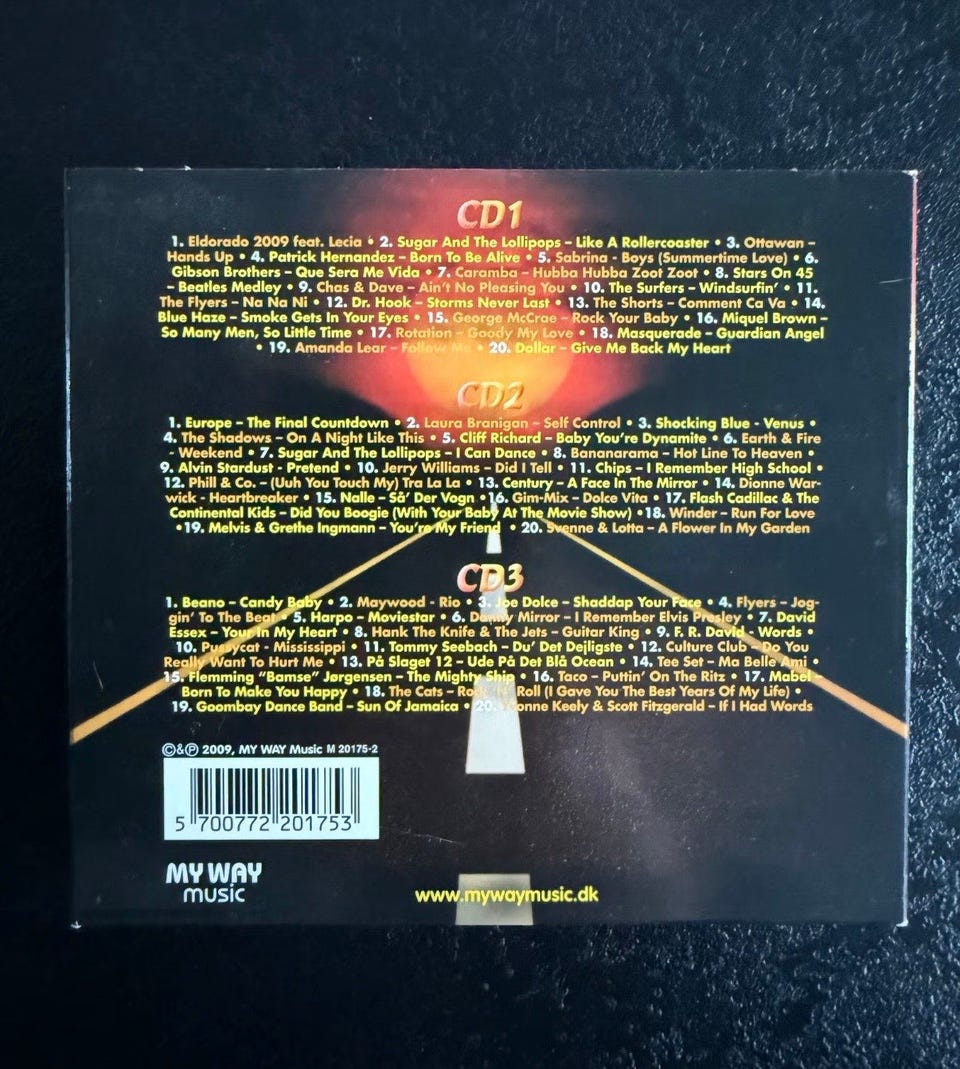 CD1
1. Eldorado 2009 feat. Lecia • 2. Sugar And The Lollipops – Like A Rollercoaster • 3. Ottawan –
Hands Up • 4. Patrick Hernandez – Born To Be Alive • 5. Sabrina - Boys (Summertime Love) • 6.
Gibson Brothers – Que Sera Me Vida • 7. Caramba – Hubba Hubba Zoot Zoot • 8. Stars On 45
– Beatles Medley • 9. Chas & Dave – Ain't No Pleasing You • 10. The Surfers – Windsurfin' • 11.
The Flyers – Na Na Ni • 12. Dr. Hook – Storms Never Last • 13. The Shorts – Comment Ca Va • 14.
Blue Haze – Smoke Gets In Your Eyes • 15. George McCrae – Rock Your Baby • 16. Miquel Brown –
So Many Men, So Little Time • 17. Rotation – Goody My Love • 18. Masquerade – Guardian Angel
• 19. Amanda Lear – Follow Me • 20. Dollar – Give Me Back My Heart
CD2
1. Europe – The Final Countdown • 2. Laura Branigan – Self Control • 3. Shocking Blue - Venus •
4. The Shadows – On A Night Like This • 5. Cliff Richard – Baby You're Dynamite • 6. Earth & Fire
- Weekend • 7. Sugar And The Lollipops – I Can Dance • 8. Bananarama – Hot Line To Heaven •
9. Alvin Stardust - Pretend • 10. Jerry Williams – Did I Tell • 11. Chips – I Remember High School •
12. Phill & Co. – (Uuh You Touch My) Tra La La • 13. Century – A Face In The Mirror • 14. Dionne War-
wick - Heartbreaker • 15. Nalle – Så' Der Vogn • 16. Gim-Mix – Dolce Vita • 17. Flash Cadillac & The
Continental Kids – Did You Boogie (With Your Baby At The Movie Show) • 18. Winder – Run For Love
• 19. Melvis & Grethe Ingmann – You're My Friend • 20. Svenne & Lotta – A Flower In My Garden
CD3
1. Beano – Candy Baby • 2. Maywood - Rio • 3. Joe Dolce – Shaddap Your Face • 4. Flyers – Jog-
gin' To The Beat • 5. Harpo – Moviestar • 6. Danny Mirror – I Remember Elvis Presley • 7. David
Essex – Your In My Heart • 8. Hank The Knife & The Jets – Guitar King • 9. F. R. David - Words •
10. Pussycat - Mississippi • 11. Tommy Seebach – Du' Det Dejligste • 12. Culture Club – Do You
Really Want To Hurt Me • 13. På Slaget 12 – Ude På Det Blå Ocean • 14. Tee Set – Ma Belle Ami •
15. Flemming "Bamse" Jørgensen – The Mighty Ship • 16. Taco – Puttin' On The Ritz • 17. Mabel –
Born To Make You Happy • 18. The Cats – Rock 'N' Roll (I Gave You The Best Years Of My Life) •
19. Goombay Dance Band – Sun Of Jamaica • 20. Yvonne Keely & Scott Fitzgerald – If I Had Words
©&℗ 2009, MY WAY Music M 20175-2
5 700772 201753
MY WAY
music
www.mywaymusic.dk